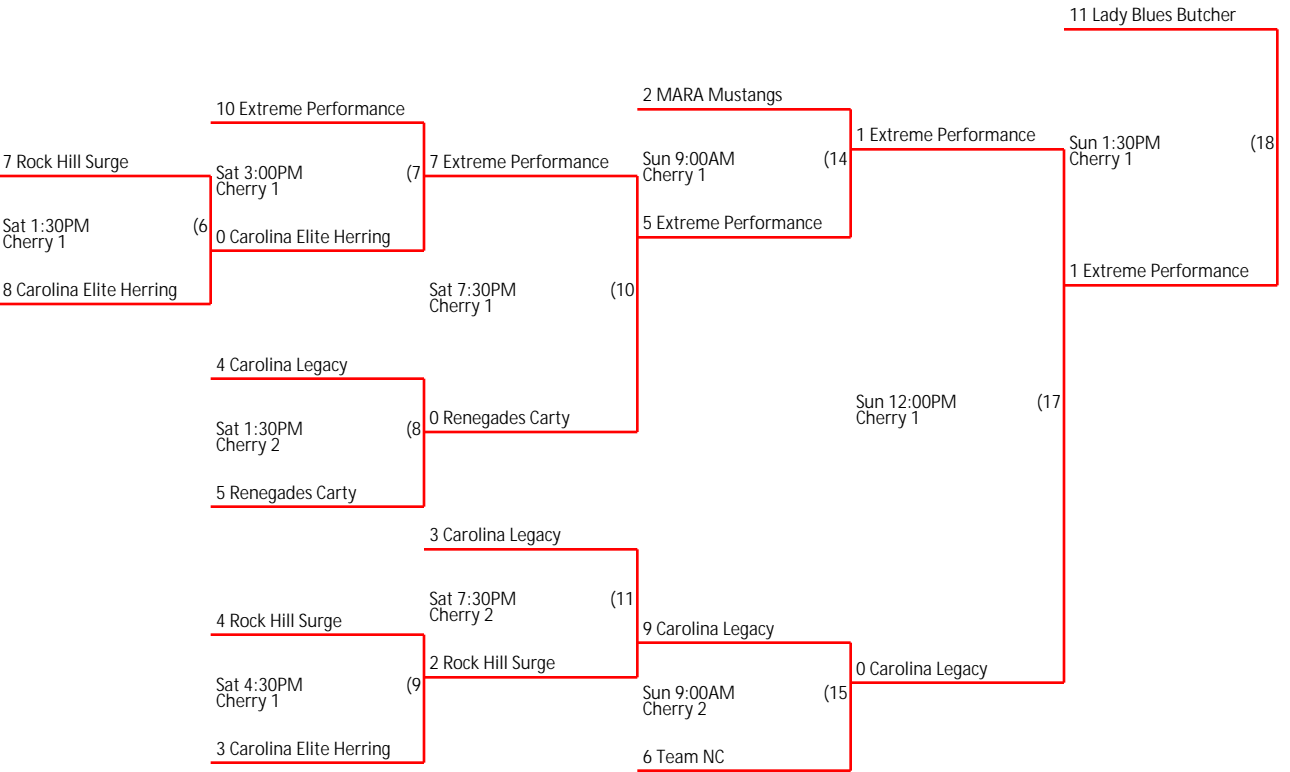 11 Lady Blues Butcher
2 MARA Mustangs
10 Extreme Performance
1 Extreme Performance
7 Rock Hill Surge
Sat 3:00PM
Cherry 1
(7
7 Extreme Performance
Sun 9:00AM
Cherry 1
(14
Sun 1:30PM
Cherry 1
(18
Sat 1:30PM
Cherry 1
(6
0 Carolina Elite Herring
5 Extreme Performance
8 Carolina Elite Herring
Sat 7:30PM
Cherry 1
(10
1 Extreme Performance
4 Carolina Legacy
Sat 1:30PM
Cherry 2
(8
0 Renegades Carty
Sun 12:00PM
Cherry 1
(17
5 Renegades Carty
3 Carolina Legacy
Sat 7:30PM
Cherry 2
(11
4 Rock Hill Surge
9 Carolina Legacy
Sat 4:30PM
Cherry 1
(9
2 Rock Hill Surge
0 Carolina Legacy
Sun 9:00AM
Cherry 2
(15
3 Carolina Elite Herring
6 Team NC